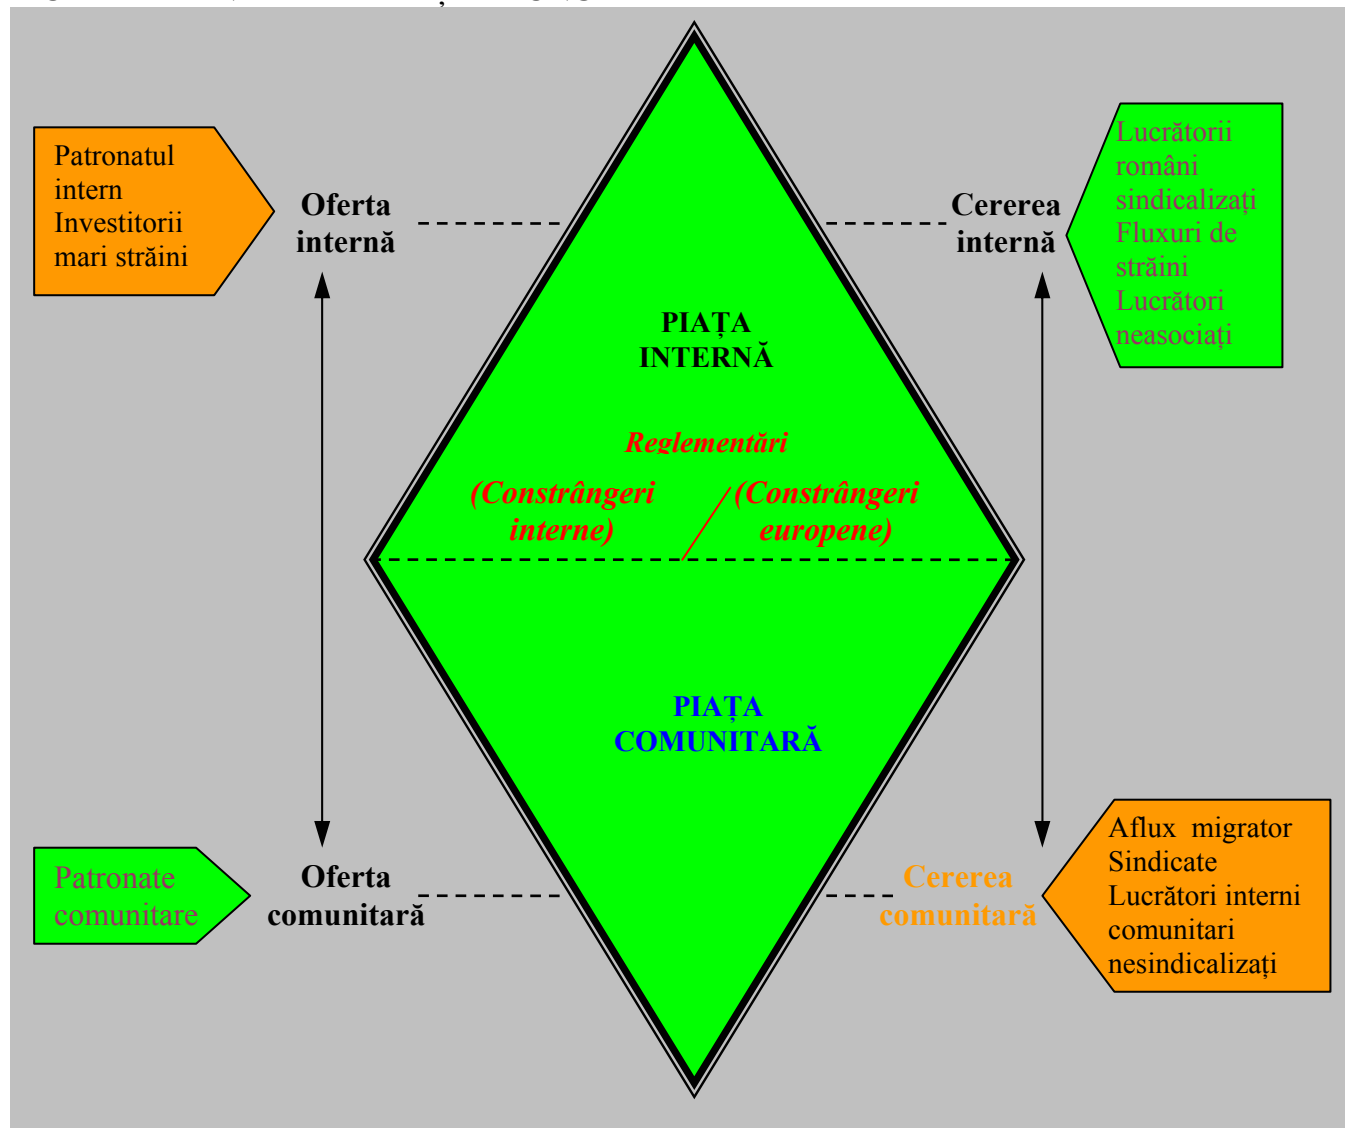 Patronatul
intern
Investitorii
mari străini
Oferta
internă
Cererea
internă
Lucrătorii
români
sindicalizați
Fluxuri de
străini
Lucrători
neasociați
PIAȚA
INTERNĂ
Reglementări
(Constrângeri
interne)
(Constrângeri
europene)
PIAȚA
COMUNITARĂ
Patronate
comunitare
Oferta
comunitară
Cererea
comunitară
Aflux migrator
Sindicate
Lucrători interni
comunitari
nesindicalizați